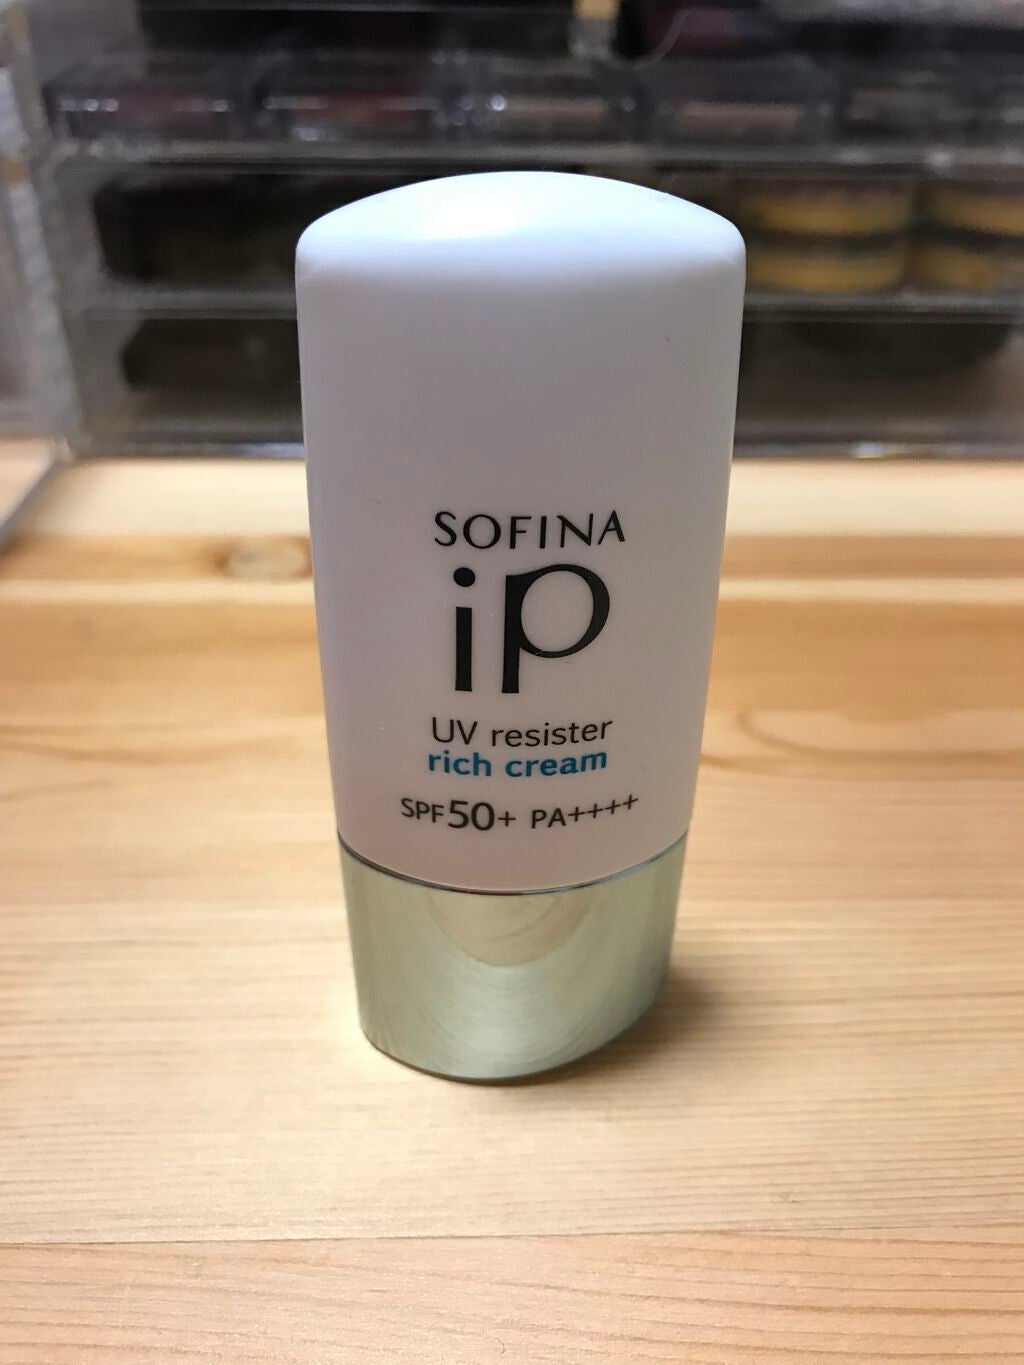 SOFINA
iP
UV resister
rich cream
SPF50+ PA++++